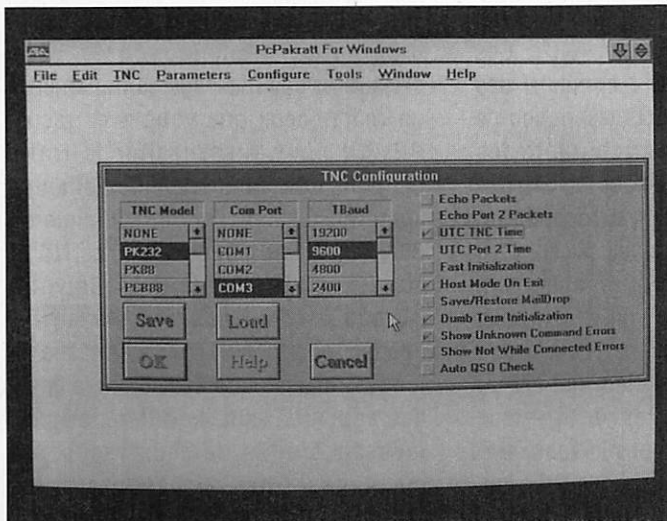 PcPakratt For Windows
File Edit TNC Parameters Configure Tools Window Help
TNC Configuration
TNC Model
NONE
PK232
PK88
PCB88
Com Port
NONE
COM1
COM2
COM3
TBaud
19200
9600
4800
2400
Save
Load
OK
Help
Cancel
Echo Packets
Echo Port 2 Packets
UTC TNC Time
UTC Port 2 Time
Fast Initialization
Host Mode On Exit
Save/Restore MailDrop
Dumb Term Initialization
Show Unknown Command Errors
Show Not While Connected Errors
Auto QSO Check